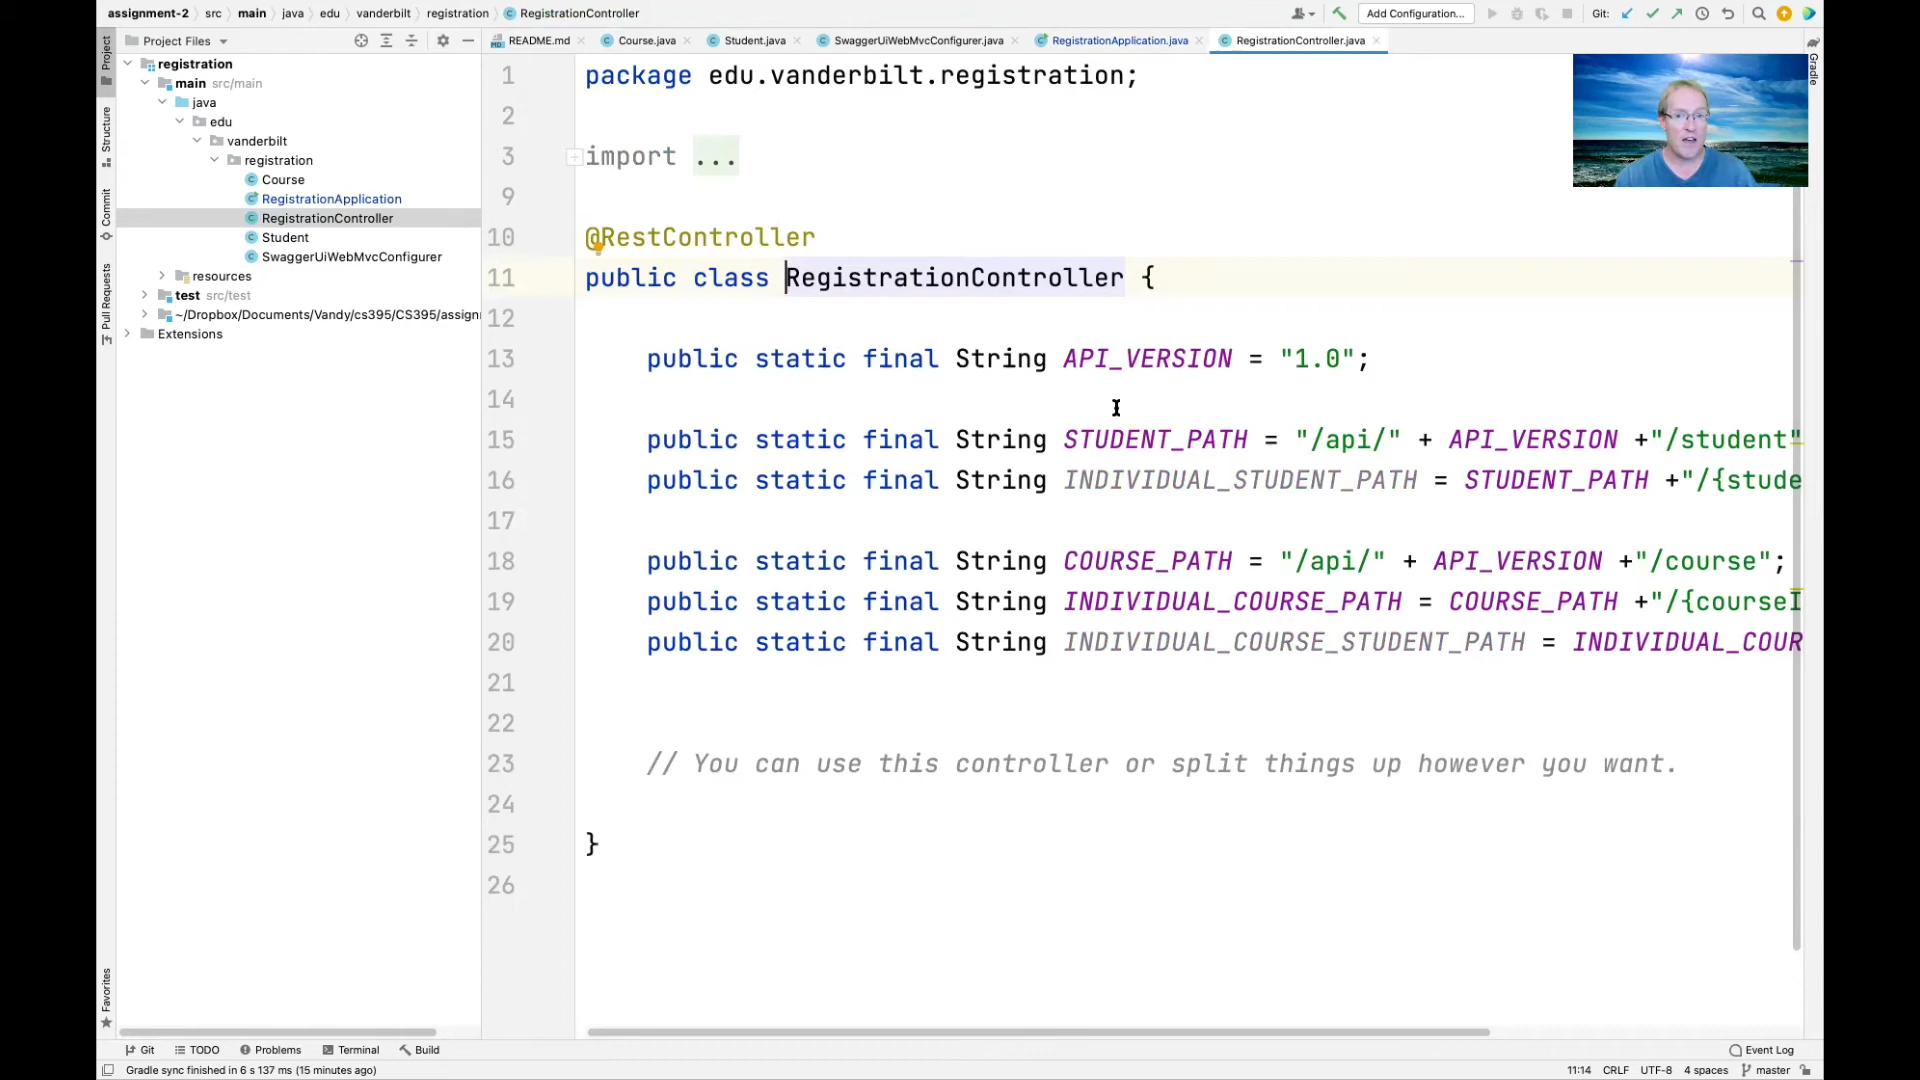 assignment-2 src main java edu vanderbilt registration RegistrationController Add Configuration... Git:
Project Files README.md Course.java Student.java SwaggerUiWebMvcConfigurer.java RegistrationApplication.java RegistrationController.java
Project
Structure
Commit
Pull Requests
Favorites
Gradle
registration
main src/main
java
edu
vanderbilt
registration
Course
RegistrationApplication
RegistrationController
Student
SwaggerUiWebMvcConfigurer
resources
test src/test
~/Dropbox/Documents/Vandy/cs395/CS395/assignm
Extensions
1 package edu.vanderbilt.registration;
2
3 import ...
9
10 @RestController
11 public class RegistrationController {
12
13 public static final String API_VERSION = "1.0";
14
15 public static final String STUDENT_PATH = "/api/" + API_VERSION +"/student"
16 public static final String INDIVIDUAL_STUDENT_PATH = STUDENT_PATH +"/{stude
17
18 public static final String COURSE_PATH = "/api/" + API_VERSION +"/course";
19 public static final String INDIVIDUAL_COURSE_PATH = COURSE_PATH +"/{courseI
20 public static final String INDIVIDUAL_COURSE_STUDENT_PATH = INDIVIDUAL_COUR
21
22
23 // You can use this controller or split things up however you want.
24
25 }
26
Git TODO Problems Terminal Build Event Log
Gradle sync finished in 6 s 137 ms (15 minutes ago) 11:14 CRLF UTF-8 4 spaces master